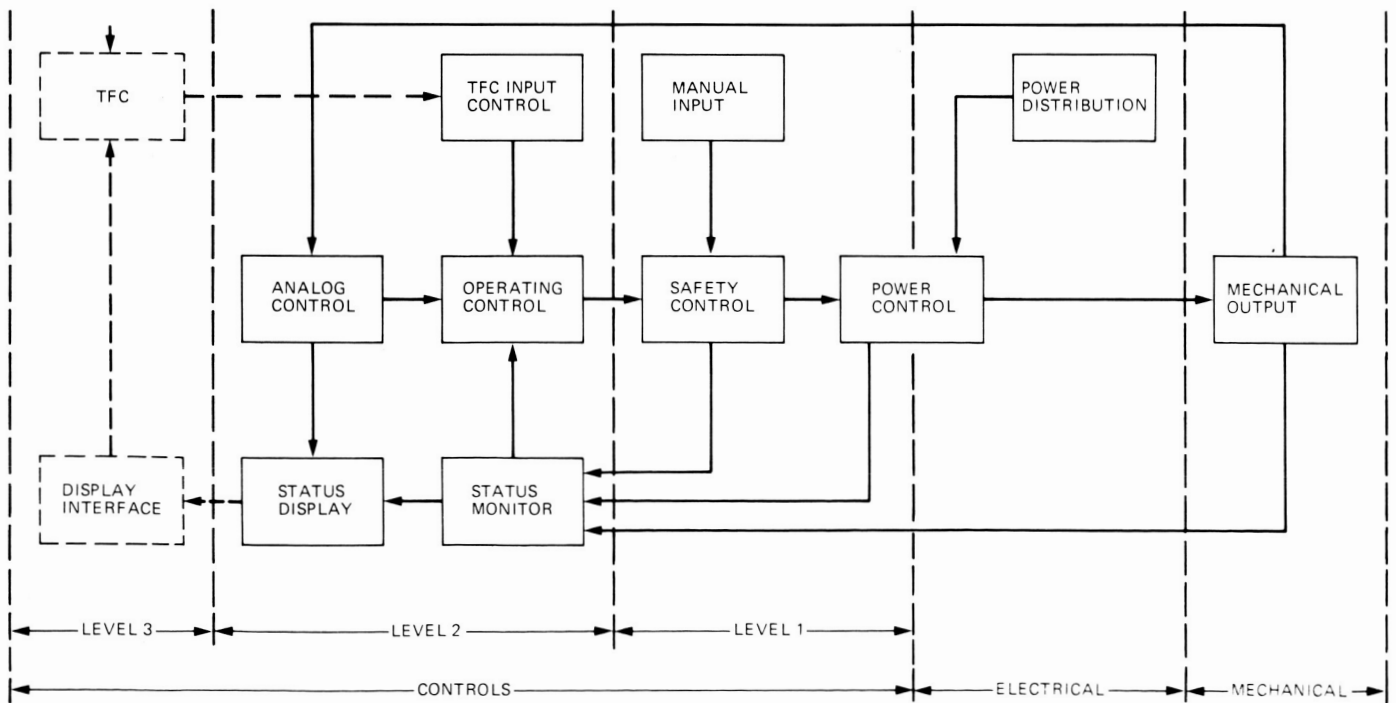 TFC
TFC INPUT
CONTROL
MANUAL
INPUT
POWER
DISTRIBUTION
ANALOG
CONTROL
OPERATING
CONTROL
SAFETY
CONTROL
POWER
CONTROL
MECHANICAL
OUTPUT
DISPLAY
INTERFACE
STATUS
DISPLAY
STATUS
MONITOR
LEVEL 3
LEVEL 2
LEVEL 1
CONTROLS
ELECTRICAL
MECHANICAL